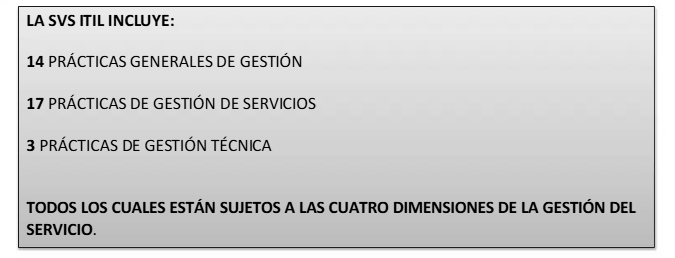 LA SVS ITIL INCLUYE:
14 PRÁCTICAS GENERALES DE GESTIÓN
17 PRÁCTICAS DE GESTIÓN DE SERVICIOS
3 PRÁCTICAS DE GESTIÓN TÉCNICA
TODOS LOS CUALES ESTÁN SUJETOS A LAS CUATRO DIMENSIONES DE LA GESTIÓN DEL
SERVICIO.